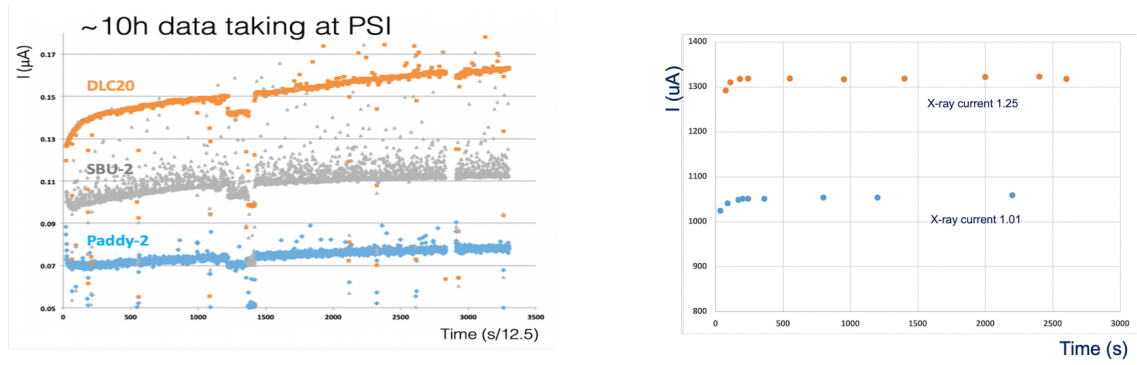 ~10h data taking at PSI
I (μA)
0.17
0.15
0.13
0.11
0.09
0.07
0.05
DLC20
SBU-2
Paddy-2
0 500 1000 1500 2000 2500 3000 3500
Time (s/12.5)
I (uA)
1400
1300
1200
1100
1000
900
800
X-ray current 1.25
X-ray current 1.01
0 500 1000 1500 2000 2500 3000
Time (s)